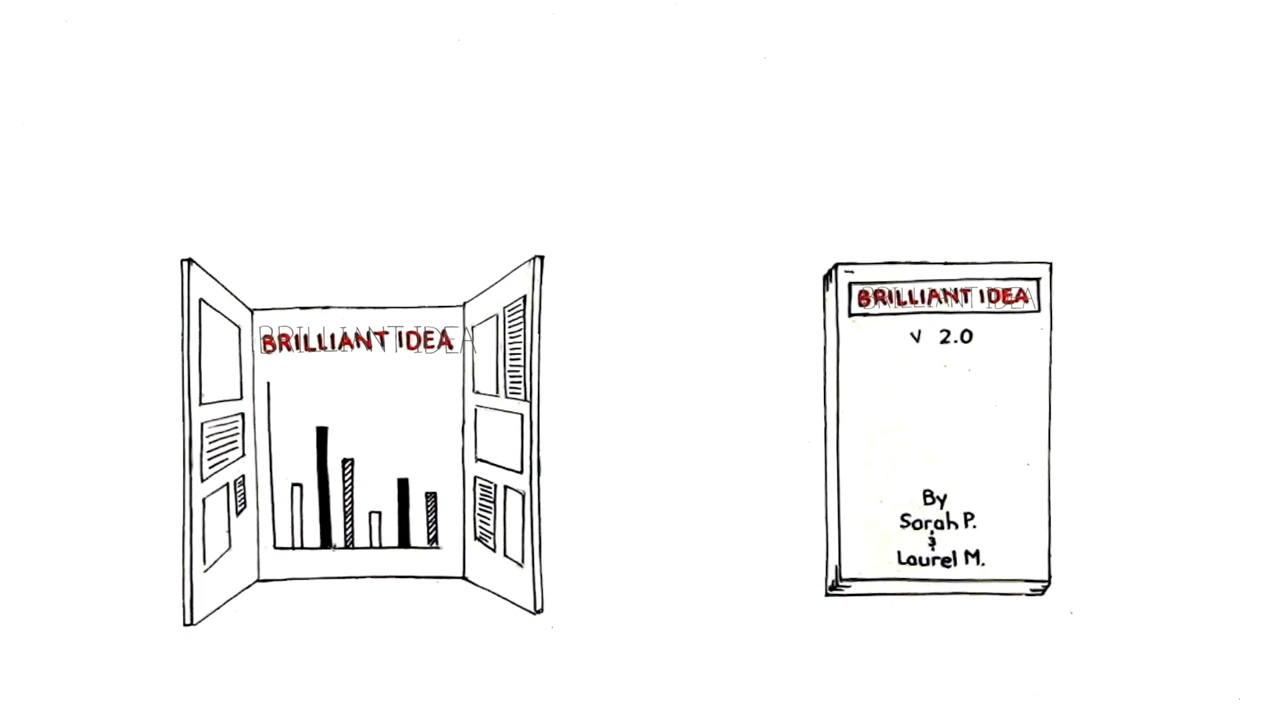 BRILLIANT IDEA
BRILLIANT IDEA
V 2.0
By
Sarah P.
&
Laurel M.